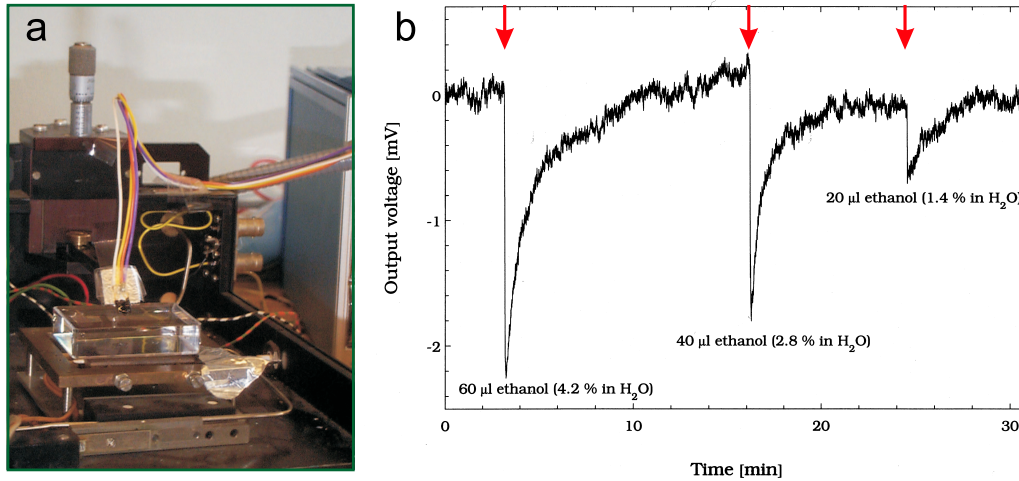 a
b
0
-1
-2
Output voltage [mV]
20 µl ethanol (1.4 % in H2O)
40 µl ethanol (2.8 % in H2O)
60 µl ethanol (4.2 % in H2O)
0 10 20 30
Time [min]